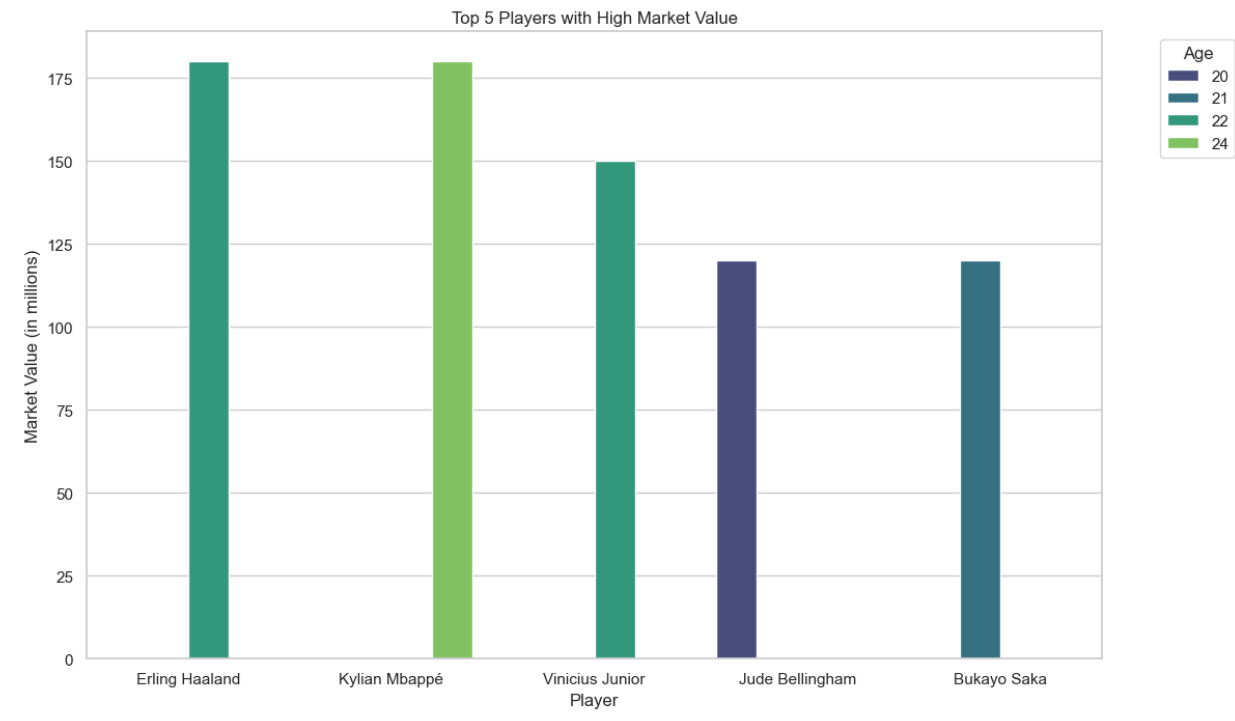 Top 5 Players with High Market Value
Age
20
21
22
24
Market Value (in millions)
175
150
125
100
75
50
25
0
Erling Haaland
Kylian Mbappé
Vinicius Junior
Jude Bellingham
Bukayo Saka
Player